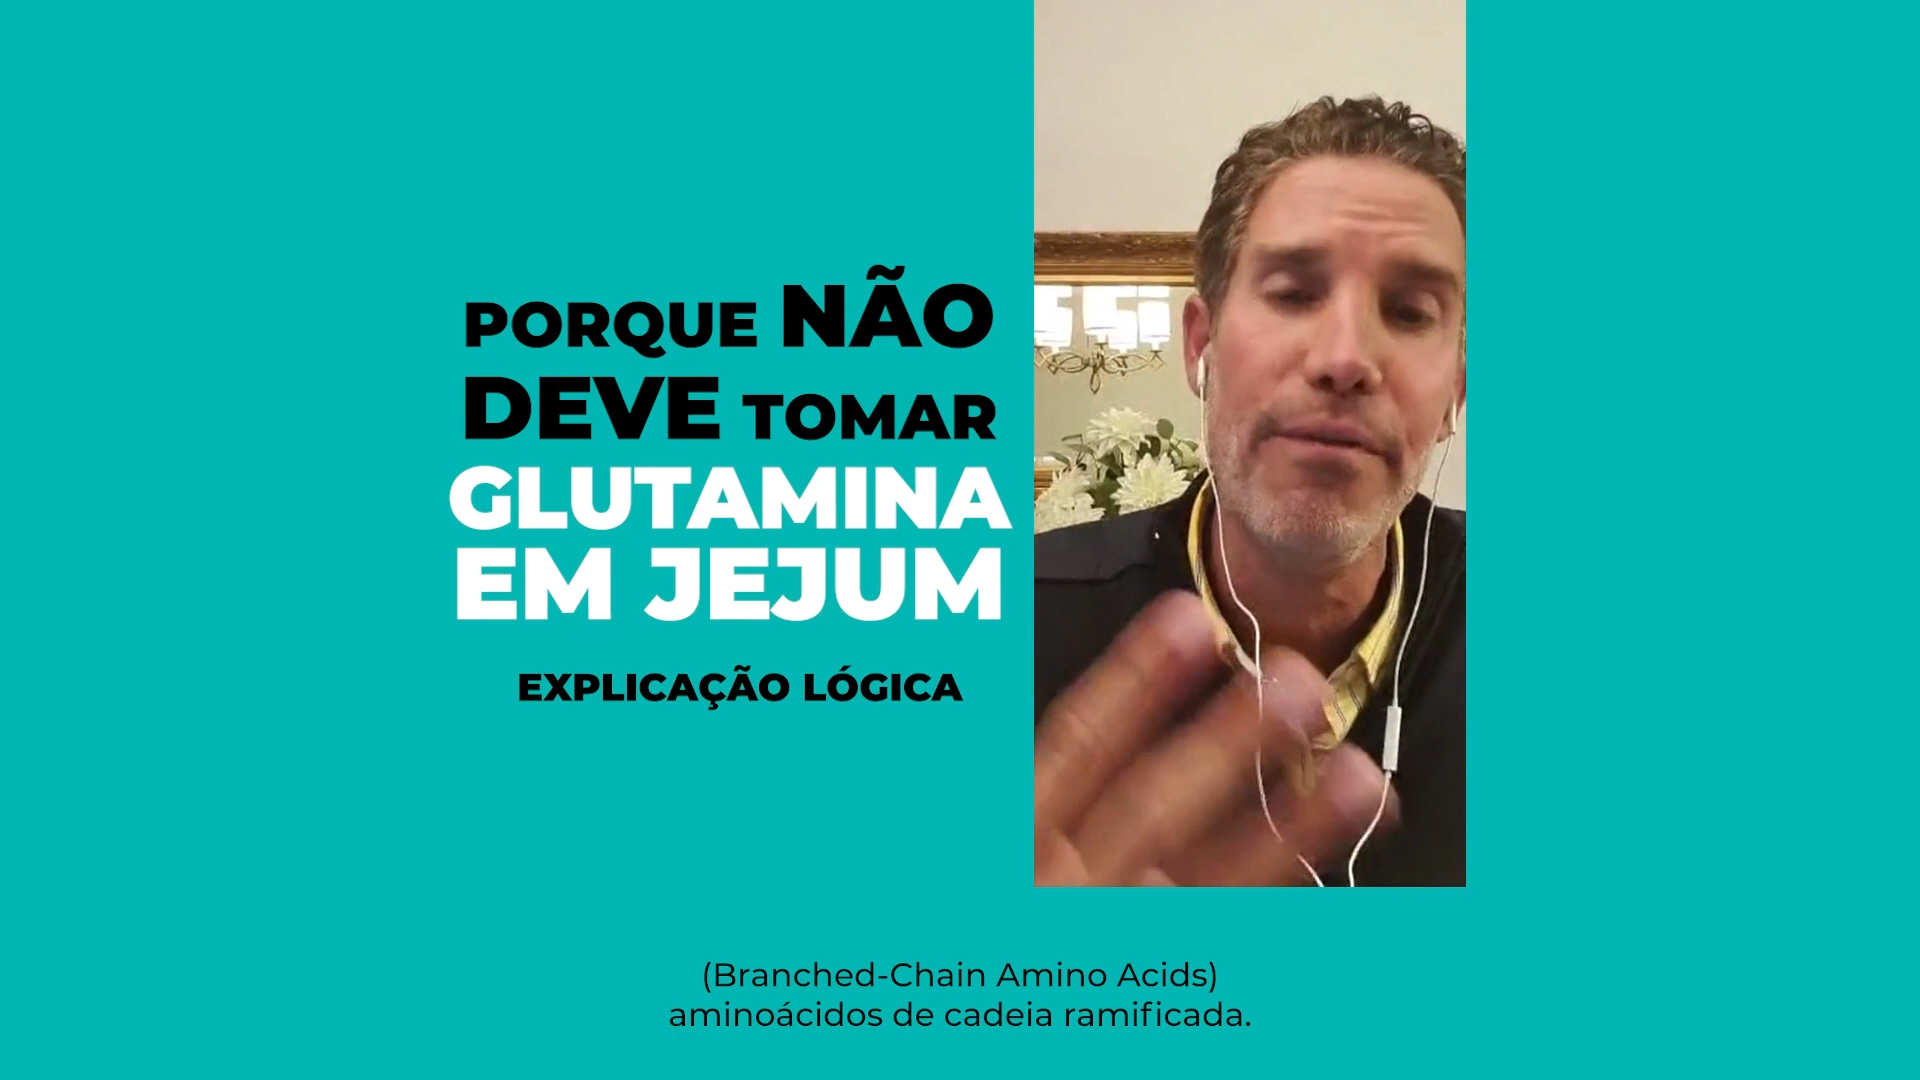 PORQUE NÃO
DEVE TOMAR
GLUTAMINA
EM JEJUM
EXPLICAÇÃO LÓGICA
(Branched-Chain Amino Acids)
aminoácidos de cadeia ramificada.